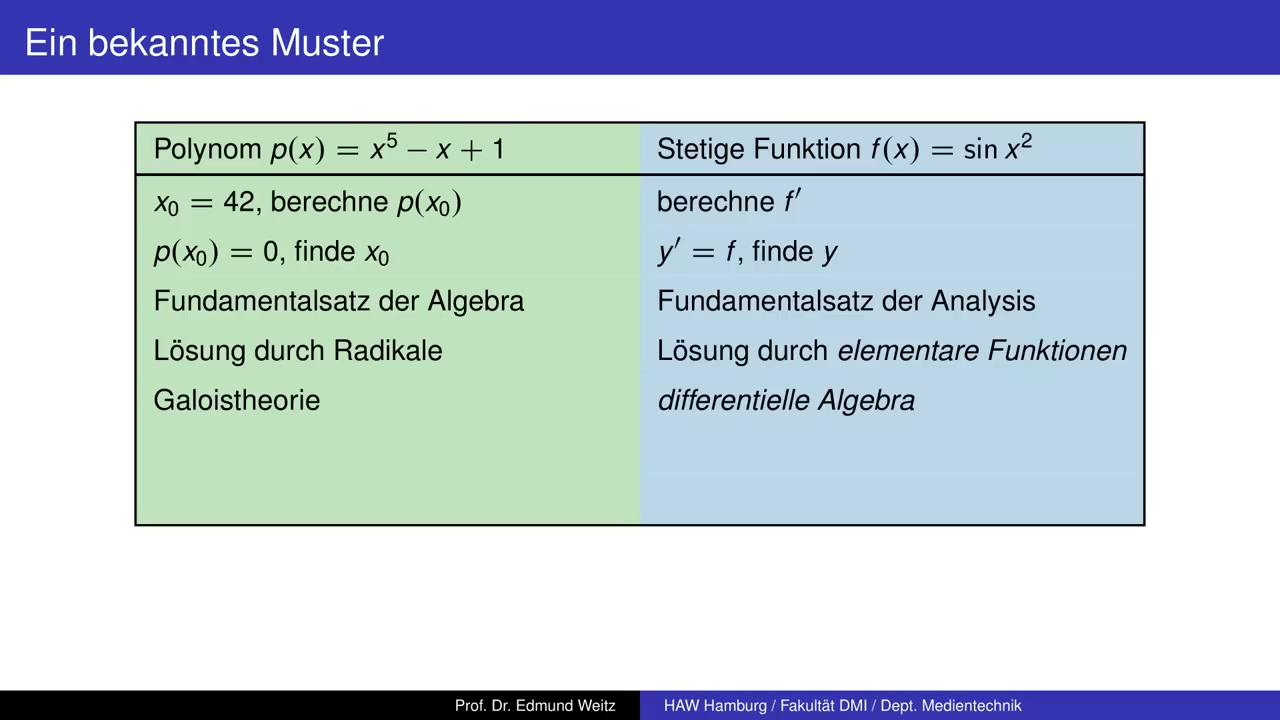 Ein bekanntes Muster
Polynom p(x) = x⁵ − x + 1
Stetige Funktion f(x) = sin x²
x₀ = 42, berechne p(x₀)
berechne f′
p(x₀) = 0, finde x₀
y′ = f, finde y
Fundamentalsatz der Algebra
Fundamentalsatz der Analysis
Lösung durch Radikale
Lösung durch elementare Funktionen
Galoistheorie
differentielle Algebra
Prof. Dr. Edmund Weitz
HAW Hamburg / Fakultät DMI / Dept. Medientechnik